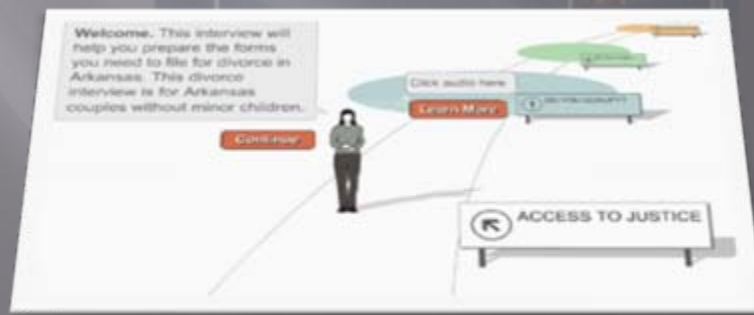 Welcome. This interview will
help you prepare the forms
you need to file for divorce in
Arkansas. This divorce
interview is for Arkansas
couples without minor children.
Click audio here
Learn More
Continue
ACCESS TO JUSTICE